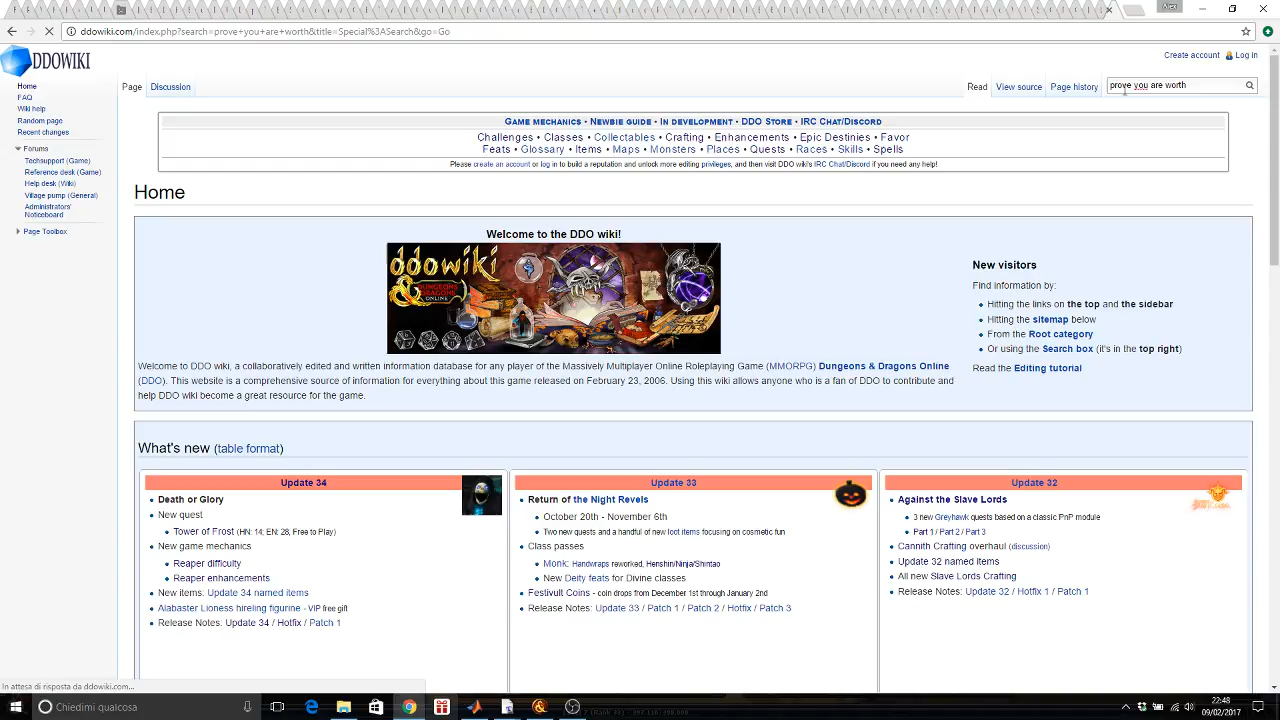 Alex
ddowiki.com/index.php?search=prove+you+are+worth&title=Special%3ASearch&go=Go
DDOWIKI
Create account Log in
Home
FAQ
Wiki help
Random page
Recent changes
Forums
Techsupport (Game)
Reference desk (Game)
Help desk (Wiki)
Village pump (General)
Administrators'
Noticeboard
Page Toolbox
Page Discussion
Read View source Page history
prove you are worth
Game mechanics • Newbie guide • In development • DDO Store • IRC Chat/Discord
Challenges • Classes • Collectables • Crafting • Enhancements • Epic Destinies • Favor
Feats • Glossary • Items • Maps • Monsters • Places • Quests • Races • Skills • Spells
Please create an account or log in to build a reputation and unlock more editing privileges, and then visit DDO wiki's IRC Chat/Discord if you need any help!
Home
Welcome to the DDO wiki!
ddowiki
& DUNGEONS DRAGONS ONLINE
Welcome to DDO wiki, a collaboratively edited and written information database for any player of the Massively Multiplayer Online Roleplaying Game (MMORPG) Dungeons & Dragons Online
(DDO). This website is a comprehensive source of information for everything about this game released on February 23, 2006. Using this wiki allows anyone who is a fan of DDO to contribute and
help DDO wiki become a great resource for the game.
New visitors
Find information by:
Hitting the links on the top and the sidebar
Hitting the sitemap below
From the Root category
Or using the Search box (it's in the top right)
Read the Editing tutorial
What's new (table format)
Update 34
Death or Glory
New quest
Tower of Frost (HN: 14; EN: 28, Free to Play)
New game mechanics
Reaper difficulty
Reaper enhancements
New items: Update 34 named items
Alabaster Lioness hireling figurine - VIP free gift
Release Notes: Update 34 / Hotfix / Patch 1
Update 33
Return of the Night Revels
October 20th - November 6th
Two new quests and a handful of new loot items focusing on cosmetic fun
Class passes
Monk: Handwraps reworked, Henshin/Ninja/Shintao
New Deity feats for Divine classes
Festivult Coins - coin drops from December 1st through January 2nd
Release Notes: Update 33 / Patch 1 / Patch 2 / Hotfix / Patch 3
Update 32
Against the Slave Lords
3 new Greyhawk quests based on a classic PnP module
Part 1 / Part 2 / Part 3
Cannith Crafting overhaul (discussion)
Update 32 named items
All new Slave Lords Crafting
Release Notes: Update 32 / Hotfix 1 / Patch 1
In attesa di risposta da ddowiki.com...
Chiedimi qualcosa
22:48
09/02/2017